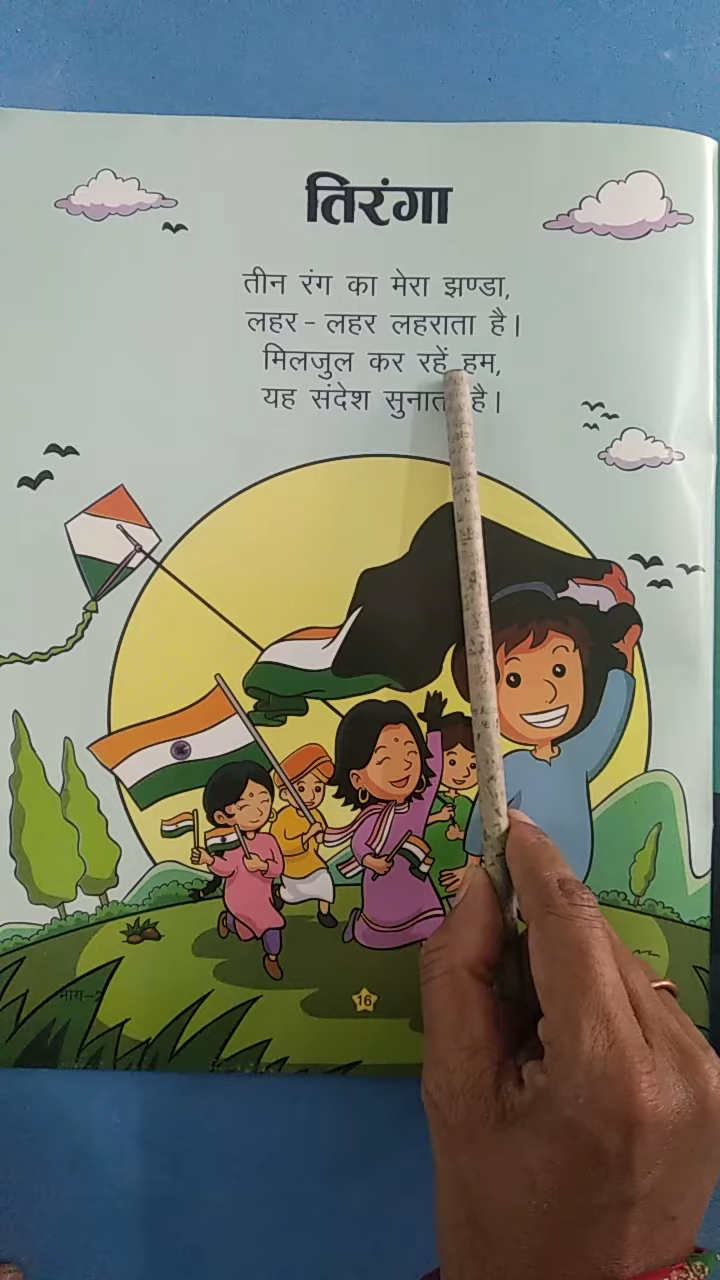 तिरंगा
तीन रंग का मेरा झण्डा,
लहर - लहर लहराता है।
मिलजुल कर रहें हम,
यह संदेश है।
16